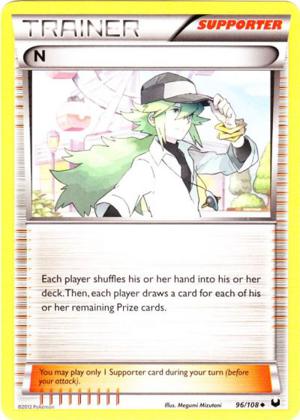 TRAINER SUPPORTER
N
Each player shuffles his or her hand into his or her
deck. Then, each player draws a card for each of his
or her remaining Prize cards.
You may play only 1 Supporter card during your turn (before
your attack).
©2012 Pokémon Illus. Megumi Mizutani 96/108